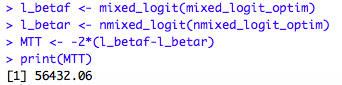 > l_betaf <- mixed_logit(mixed_logit_optim)
> l_betar <- nmixed_logit(nmixed_logit_optim)
> MTT <- -2*(l_betaf-l_betar)
> print(MTT)
[1] 56432.06